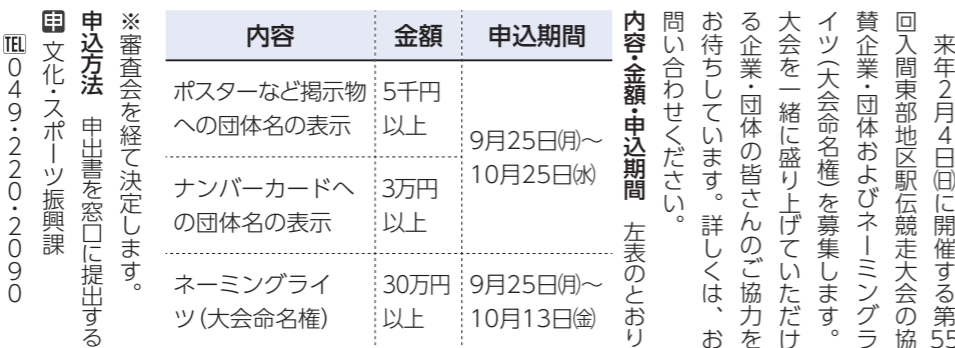 来年2月4日㈰に開催する第55
回入間東部地区駅伝競走大会の協
賛企業・団体およびネーミングラ
イツ（大会命名権）を募集します。
大会を一緒に盛り上げていただけ
る企業・団体の皆さんのご協力を
お待ちしています。詳しくは、お
問い合わせください。
内容・金額・申込期間　左表のとおり
内容　金額　申込期間
ポスターなど掲示物
への団体名の表示
5千円
以上
9月25日㈪～
10月25日㈬
ナンバーカードへ
の団体名の表示
3万円
以上
ネーミングライ
ツ（大会命名権）
30万円
以上
9月25日㈪～
10月13日㈮
※審査会を経て決定します。
申込方法　申出書を窓口に提出する
申 文化・スポーツ振興課
TEL049・220・2090